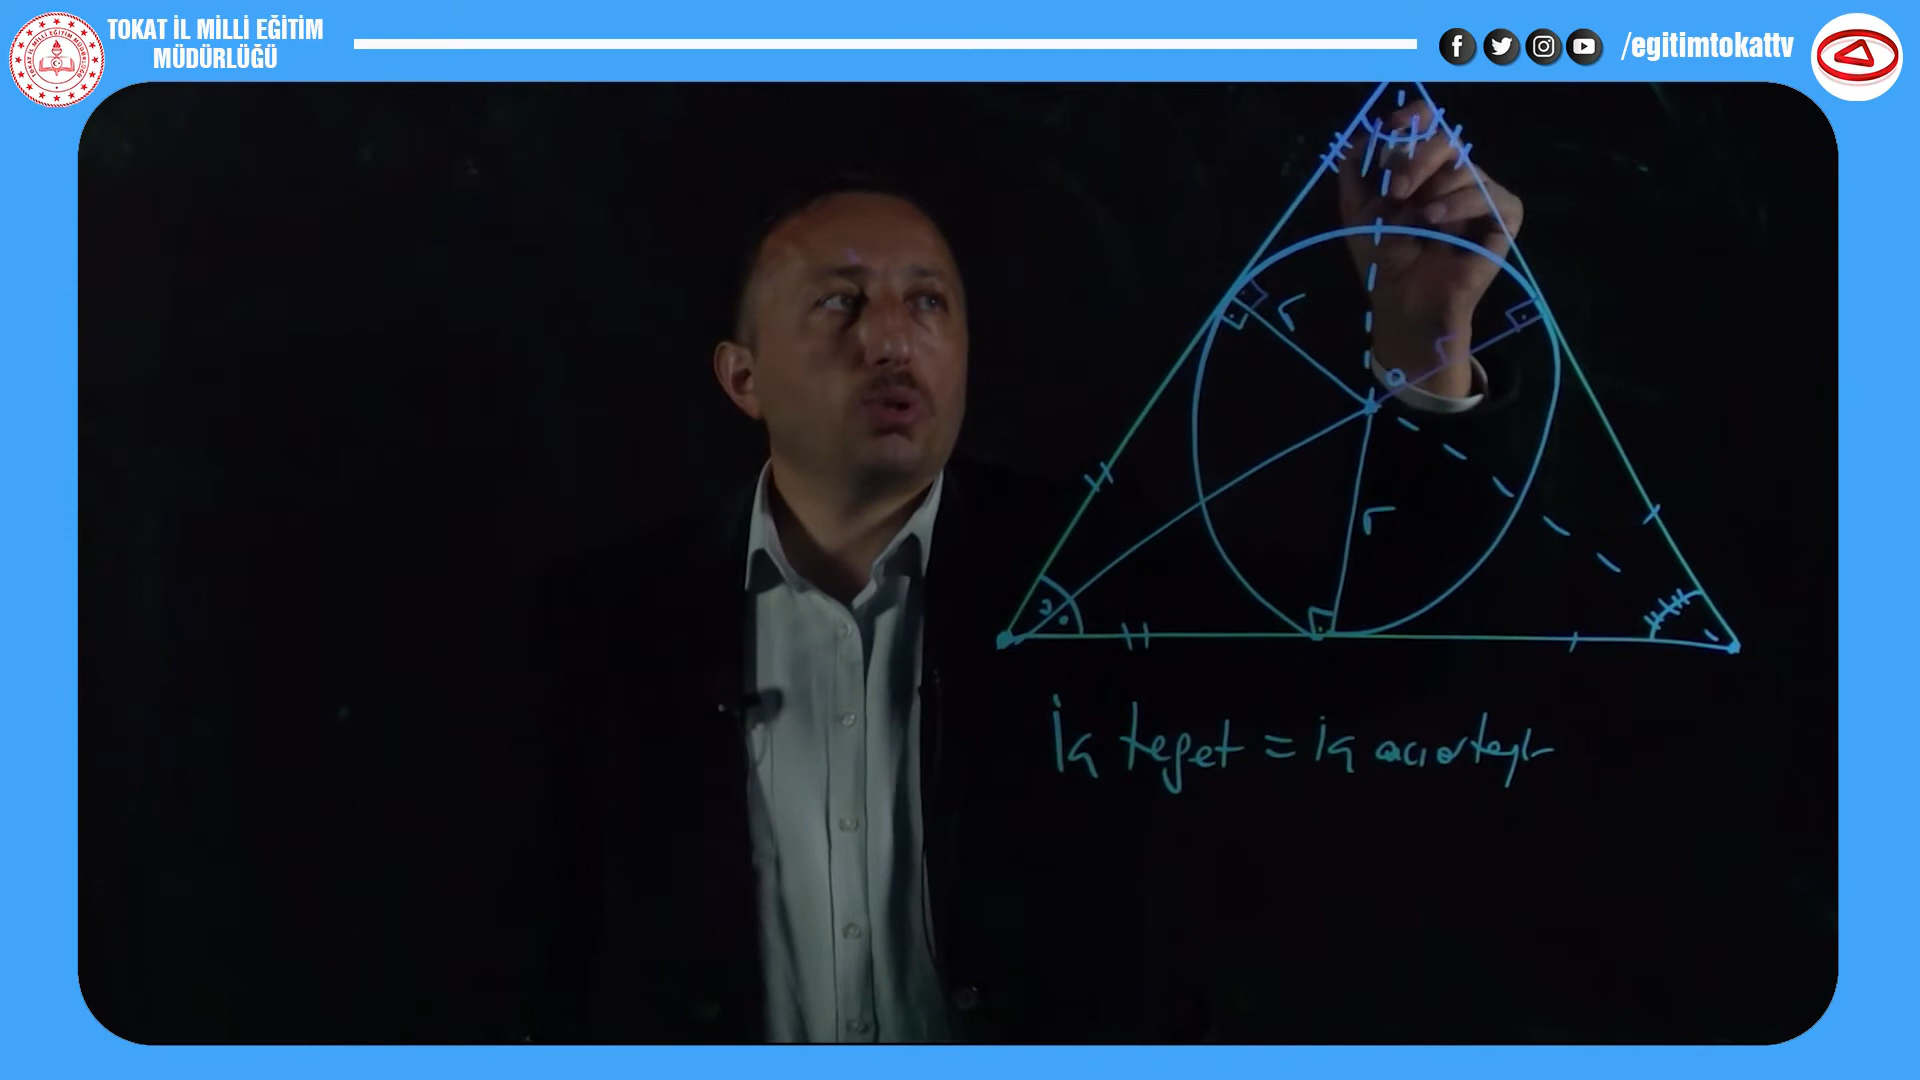 TOKAT İL MİLLİ EĞİTİM
MÜDÜRLÜĞÜ
/egitimtokattv
r
o
r
İç teğet = iç açıortay